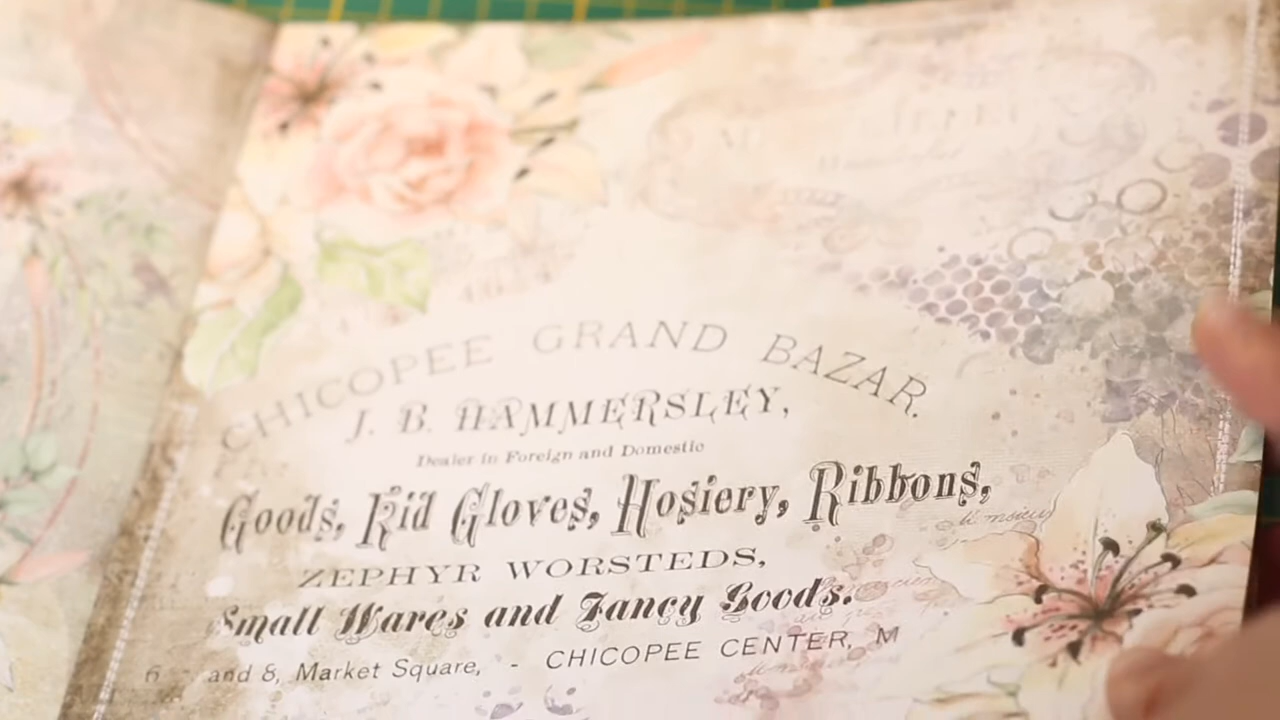 CHICOPEE GRAND BAZAR.
J. B. HAMMERSLEY,
Dealer in Foreign and Domestic
Goods, Kid Gloves, Hosiery, Ribbons,
ZEPHYR WORSTEDS,
Small Wares and Fancy Goods.
6 and 8, Market Square, - CHICOPEE CENTER, M